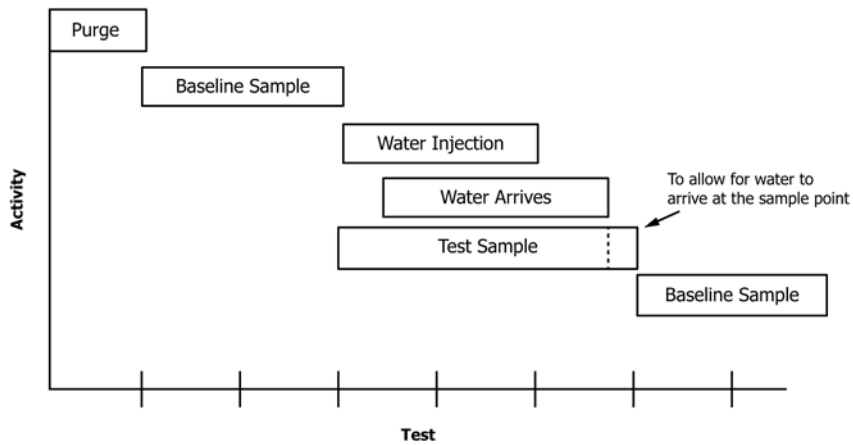 Purge
Baseline Sample
Water Injection
Water Arrives
To allow for water to
arrive at the sample point
Test Sample
Baseline Sample
Activity
Test